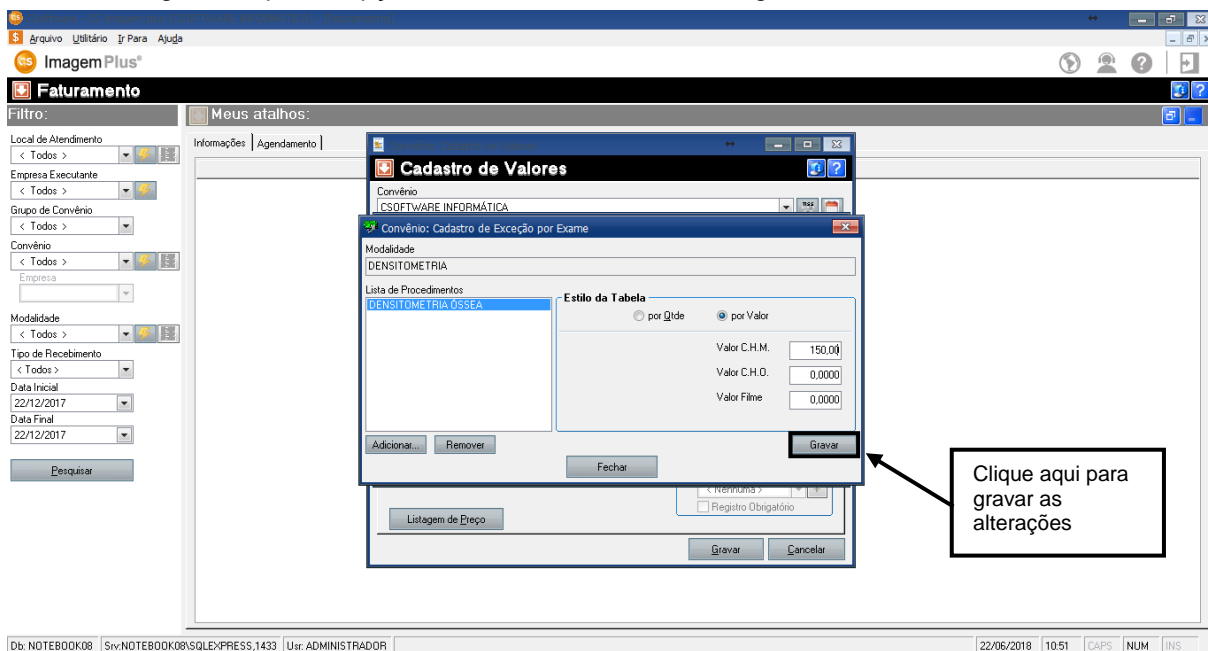 Arquivo Utilitário Ir Para Ajuda
ImagemPlus®
Faturamento
Filtro:
Meus atalhos:
Local de Atendimento
< Todos >
Informações Agendamento
Empresa Executante
< Todos >
Grupo de Convênio
< Todos >
Convênio
< Todos >
Empresa
Modalidade
< Todos >
Tipo de Recebimento
< Todos >
Data Inicial
22/12/2017
Data Final
22/12/2017
Pesquisar
Cadastro de Valores
Convênio
CSOFTWARE INFORMÁTICA
Convênio: Cadastro de Exceção por Exame
Modalidade
DENSITOMETRIA
Lista de Procedimentos
DENSITOMETRIA ÓSSEA
Estilo da Tabela
por Qtde por Valor
Valor C.H.M. 150,00
Valor C.H.O. 0,0000
Valor Filme 0,0000
Adicionar... Remover Gravar
Fechar
< Nenhuma >
Registro Obrigatório
Listagem de Preço
Gravar Cancelar
Clique aqui para
gravar as
alterações
Db: NOTEBOOK08 Srv:NOTEBOOK08\SQLEXPRESS,1433 Usr: ADMINISTRADOR 22/06/2018 10:51 CAPS NUM INS